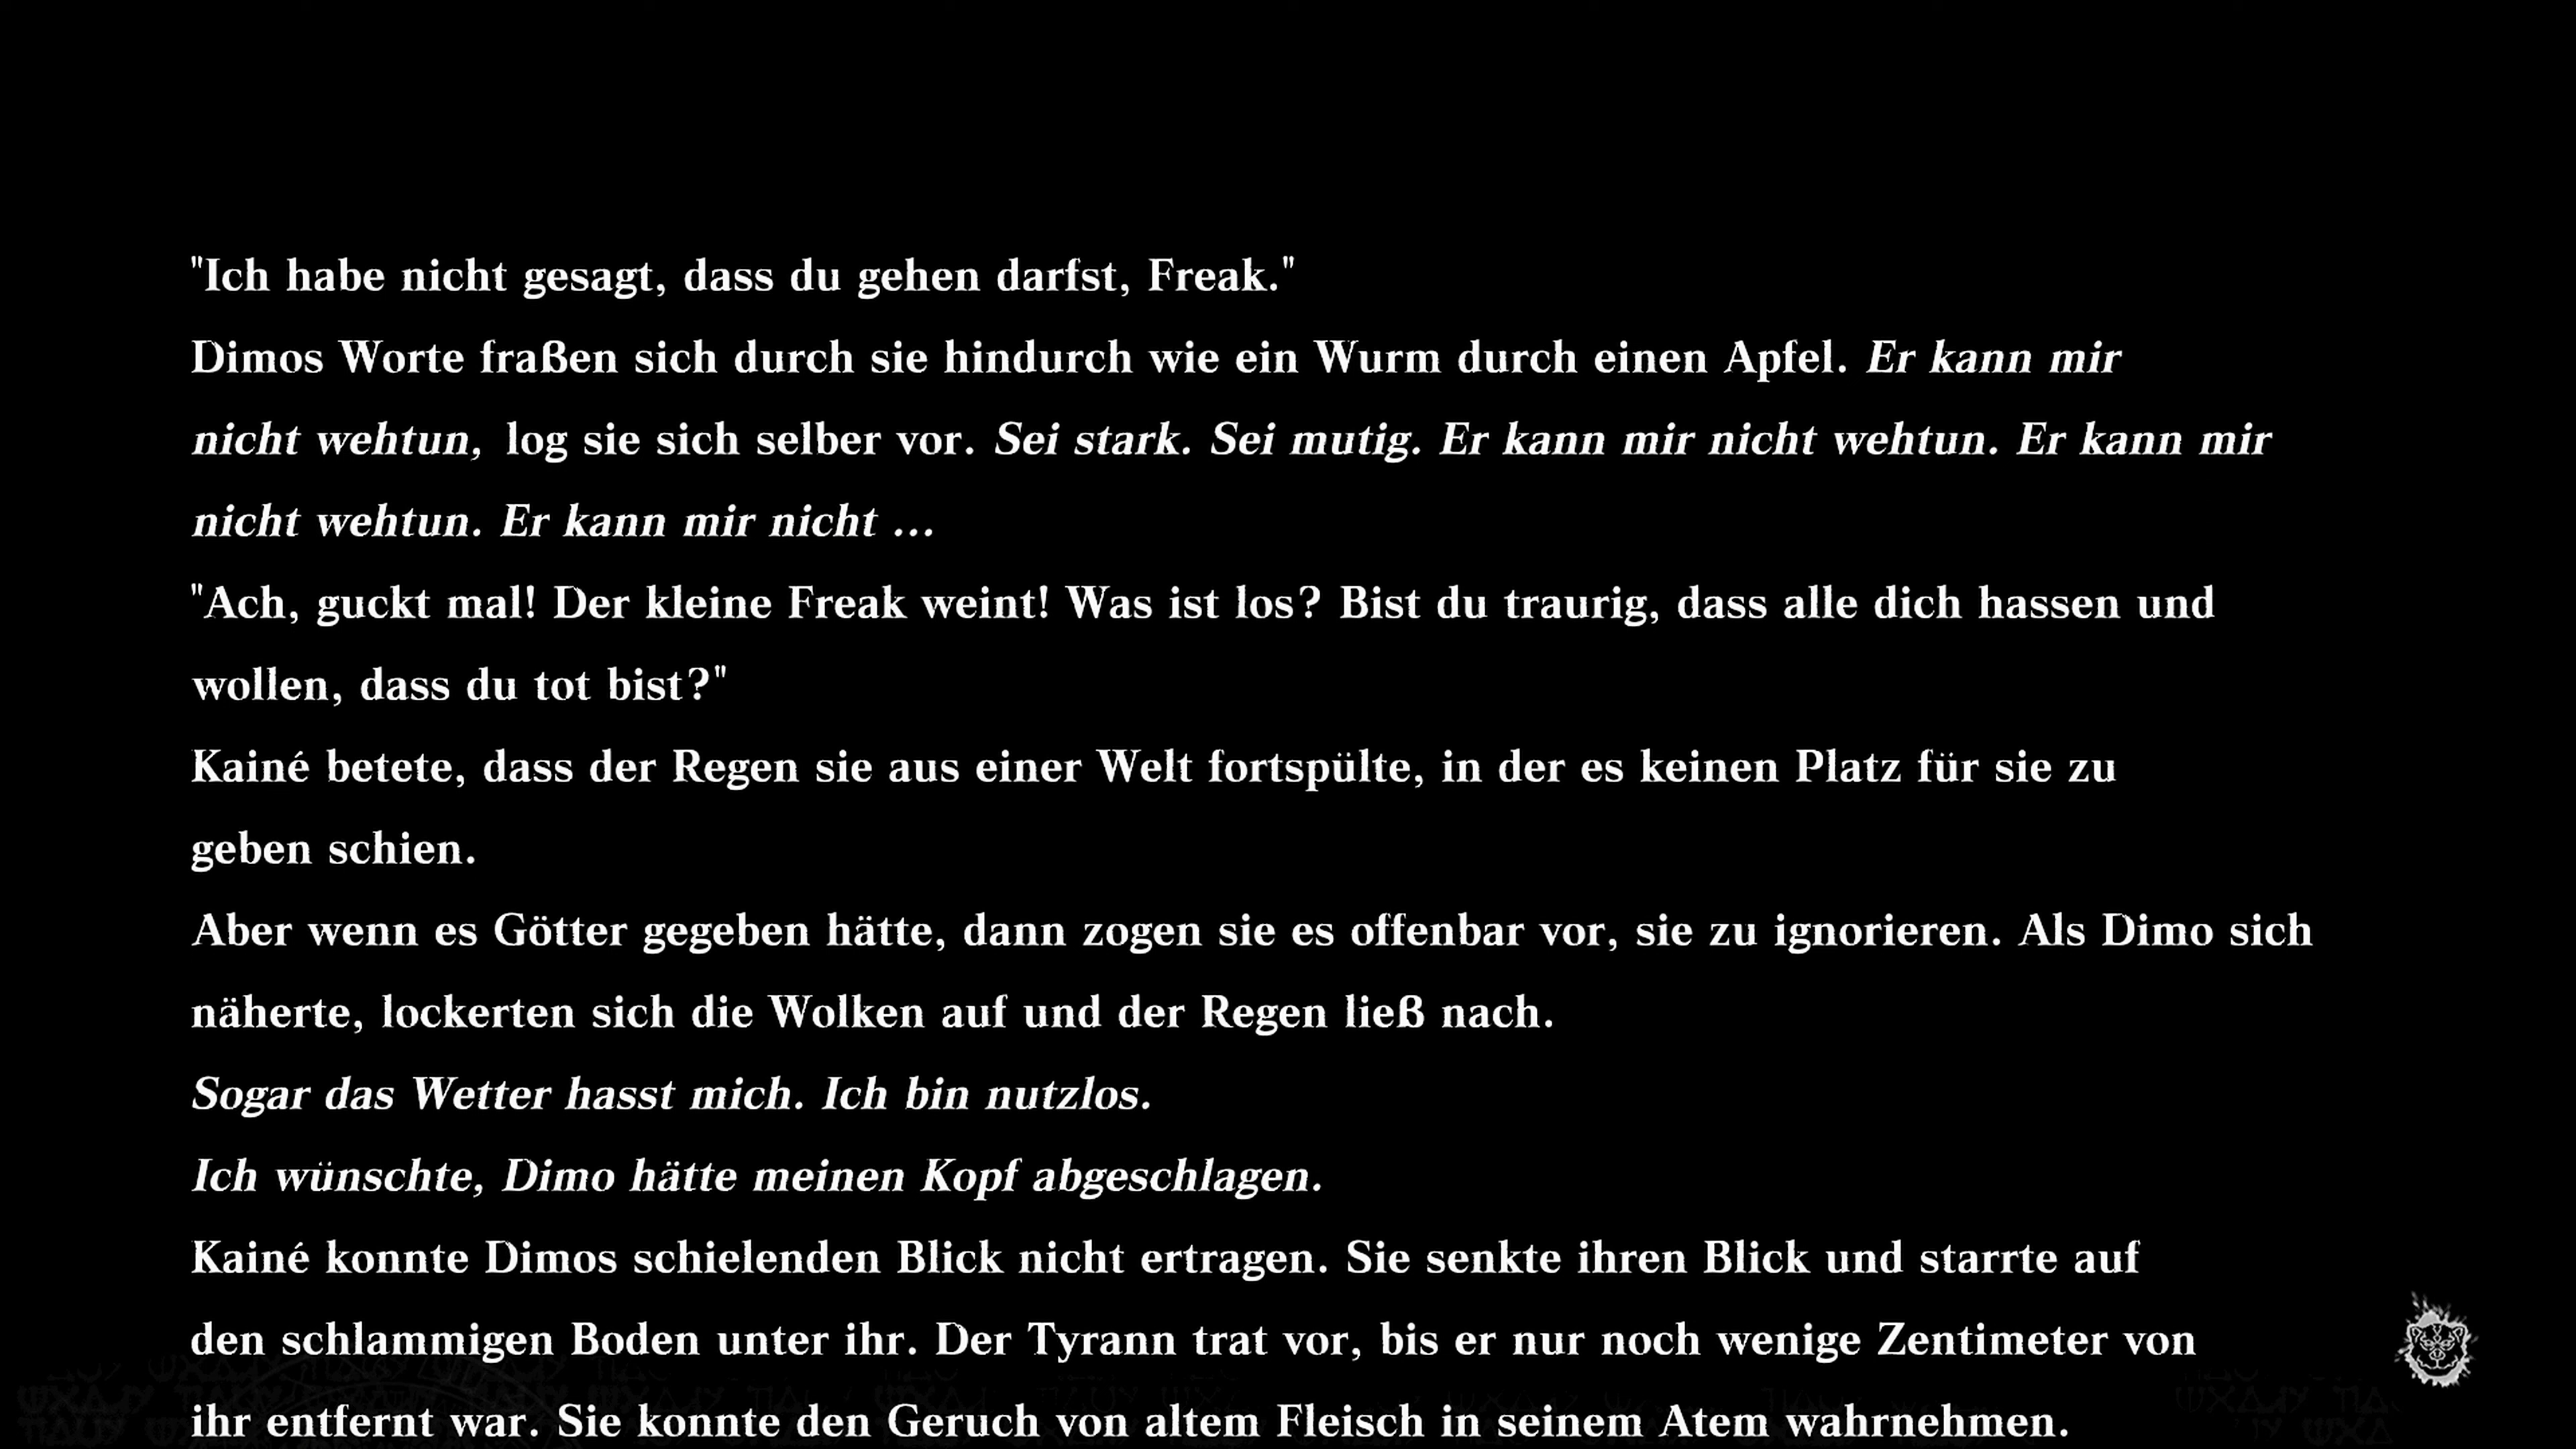 "Ich habe nicht gesagt, dass du gehen darfst, Freak."
Dimos Worte fraßen sich durch sie hindurch wie ein Wurm durch einen Apfel. Er kann mir
nicht wehtun, log sie sich selber vor. Sei stark. Sei mutig. Er kann mir nicht wehtun. Er kann mir
nicht wehtun. Er kann mir nicht ...
"Ach, guckt mal! Der kleine Freak weint! Was ist los? Bist du traurig, dass alle dich hassen und
wollen, dass du tot bist?"
Kainé betete, dass der Regen sie aus einer Welt fortspülte, in der es keinen Platz für sie zu
geben schien.
Aber wenn es Götter gegeben hätte, dann zogen sie es offenbar vor, sie zu ignorieren. Als Dimo sich
näherte, lockerten sich die Wolken auf und der Regen ließ nach.
Sogar das Wetter hasst mich. Ich bin nutzlos.
Ich wünschte, Dimo hätte meinen Kopf abgeschlagen.
Kainé konnte Dimos schielenden Blick nicht ertragen. Sie senkte ihren Blick und starrte auf
den schlammigen Boden unter ihr. Der Tyrann trat vor, bis er nur noch wenige Zentimeter von
ihr entfernt war. Sie konnte den Geruch von altem Fleisch in seinem Atem wahrnehmen.